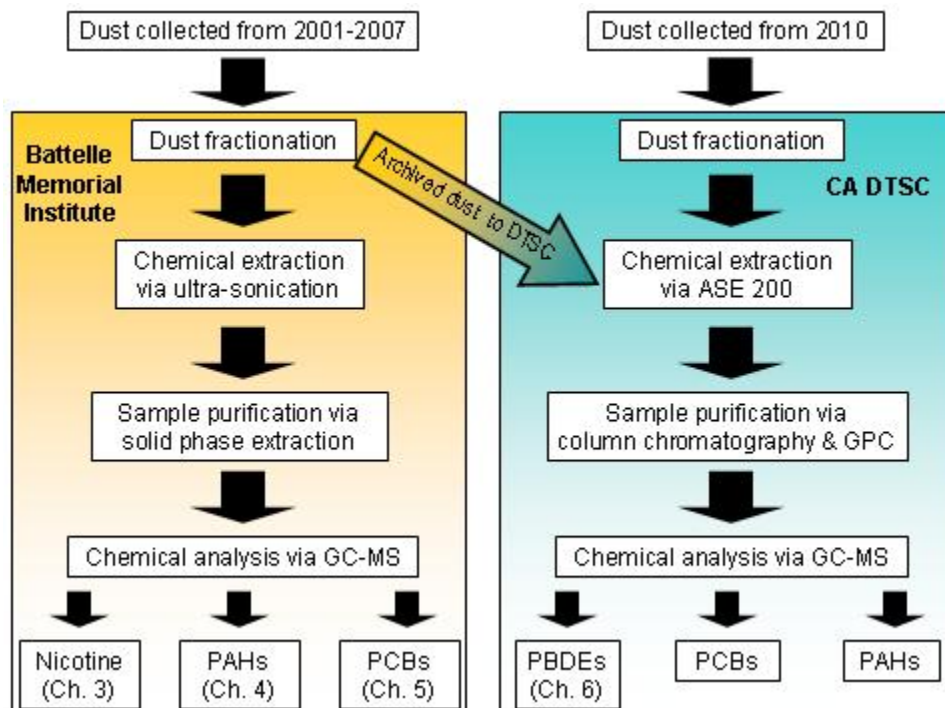 Dust collected from 2001-2007
Dust collected from 2010
Battelle
Memorial
Institute
Dust fractionation
Archived dust to DTSC
Chemical extraction
via ultra-sonication
Sample purification via
solid phase extraction
Chemical analysis via GC-MS
Nicotine
(Ch. 3)
PAHs
(Ch. 4)
PCBs
(Ch. 5)
Dust fractionation
CA DTSC
Chemical extraction
via ASE 200
Sample purification via
column chromatography & GPC
Chemical analysis via GC-MS
PBDEs
(Ch. 6)
PCBs
PAHs